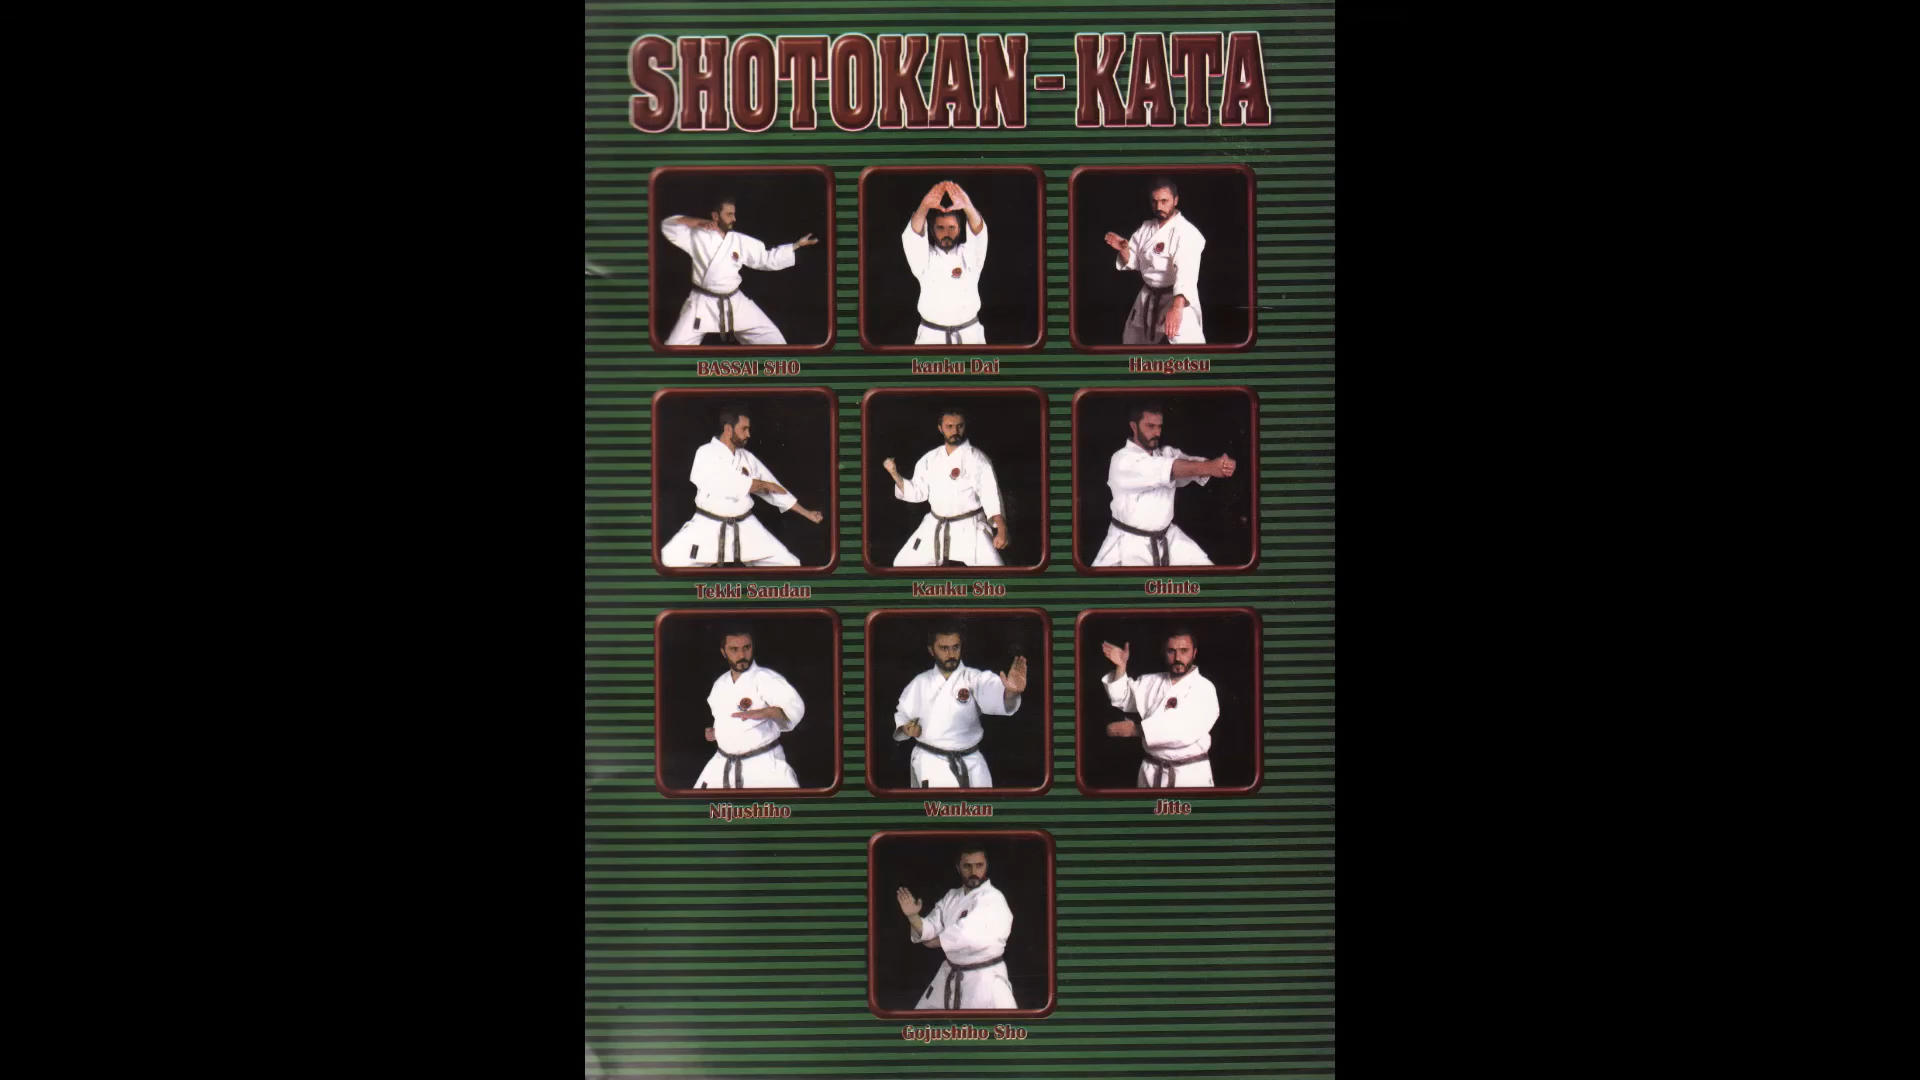 SHOTOKAN - KATA
BASSAI SHO
kanku Dai
Hangetsu
Tekki Sandan
Kanku Sho
Chinte
Nijushiho
Wankan
Jitte
Gojushiho Sho